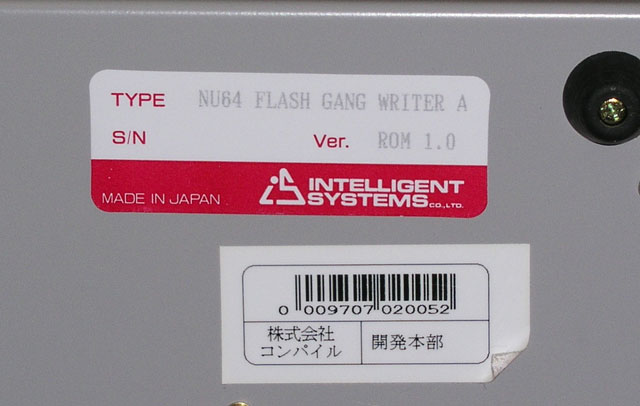 TYPE NU64 FLASH GANG WRITER A
S/N Ver. ROM 1.0
MADE IN JAPAN iS INTELLIGENT
SYSTEMS CO.,LTD.
0 009707 020052
株式会社
コンパイル
開発本部